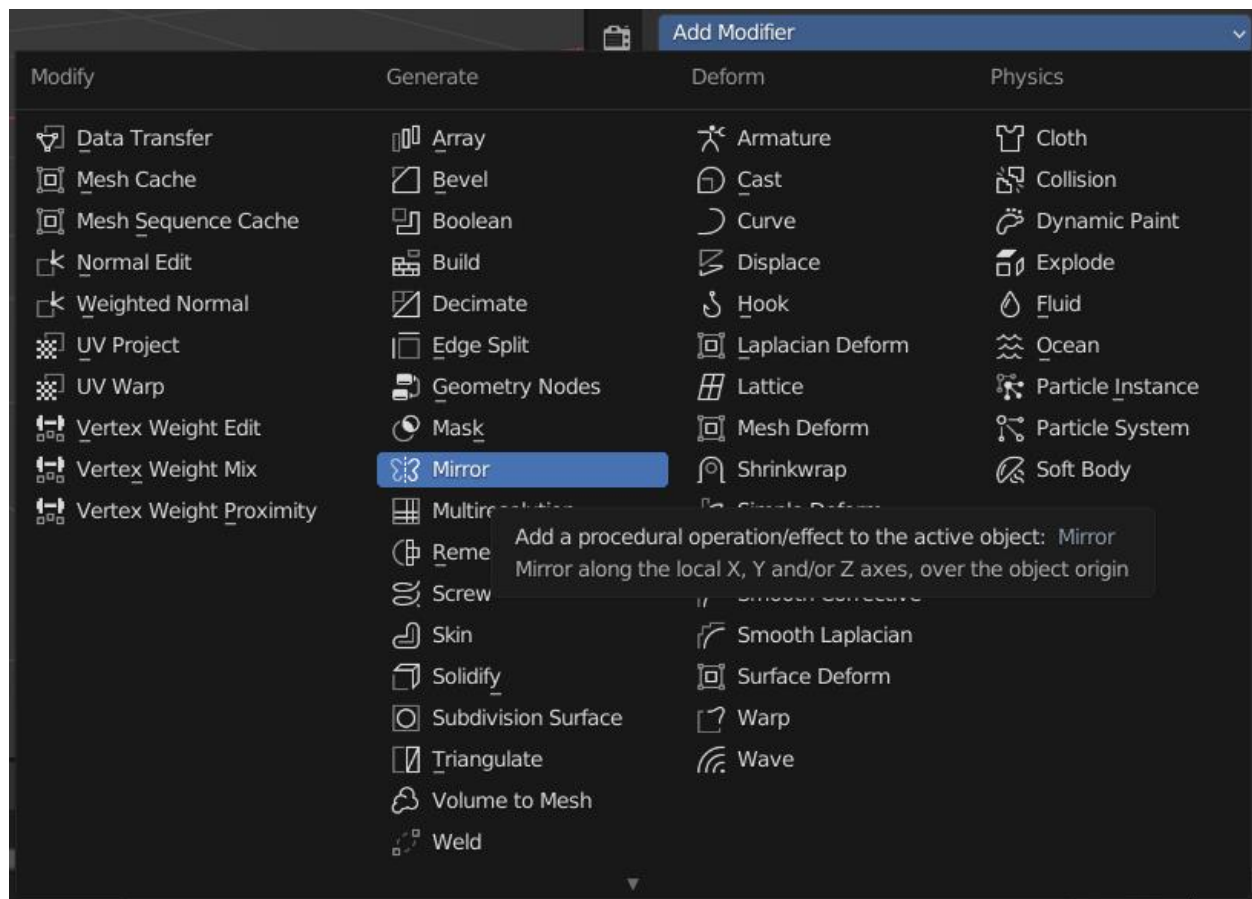 Add Modifier
Modify
Generate
Deform
Physics
Data Transfer
Mesh Cache
Mesh Sequence Cache
Normal Edit
Weighted Normal
UV Project
UV Warp
Vertex Weight Edit
Vertex Weight Mix
Vertex Weight Proximity
Array
Bevel
Boolean
Build
Decimate
Edge Split
Geometry Nodes
Mask
Mirror
Reme
Screw
Skin
Solidify
Subdivision Surface
Triangulate
Volume to Mesh
Weld
Armature
Cast
Curve
Displace
Hook
Laplacian Deform
Lattice
Mesh Deform
Shrinkwrap
Smooth Laplacian
Surface Deform
Warp
Wave
Cloth
Collision
Dynamic Paint
Explode
Fluid
Ocean
Particle Instance
Particle System
Soft Body
Add a procedural operation/effect to the active object: Mirror
Mirror along the local X, Y and/or Z axes, over the object origin